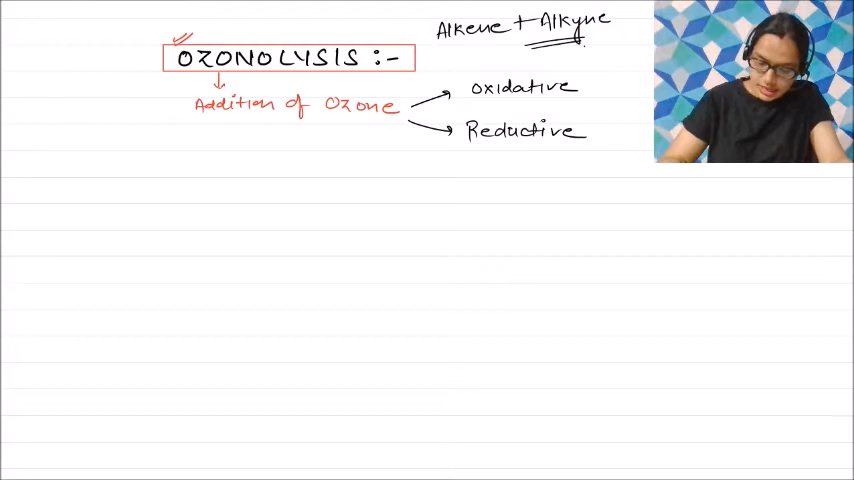 Alkene + Alkyne
OZONOLYSIS :-
Addition of Ozone
oxidative
Reductive